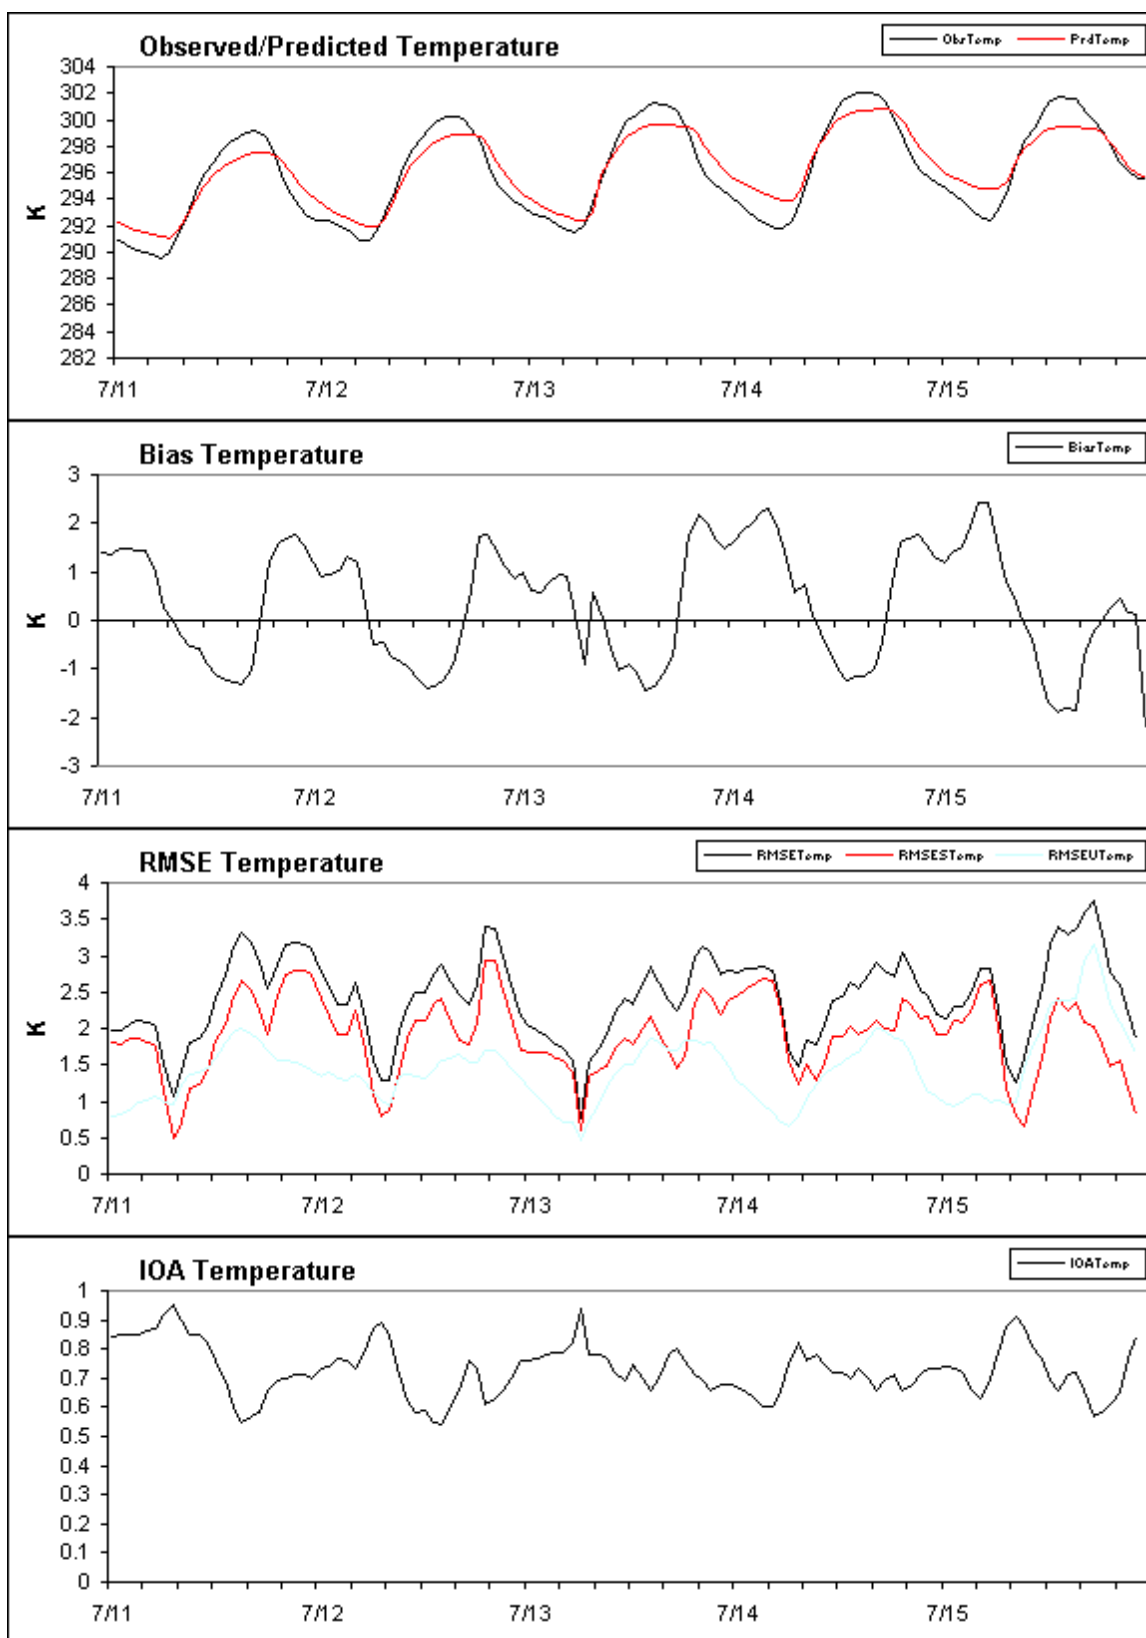 Observed/Predicted Temperature
ObsTemp PrdTemp
304
302
300
298
296
294
292
290
288
286
284
282
K
7/11 7/12 7/13 7/14 7/15
Bias Temperature
BiasTemp
3
2
1
0
-1
-2
-3
K
7/11 7/12 7/13 7/14 7/15
RMSE Temperature
RMSETemp RMSESTemp RMSEUTemp
4
3.5
3
2.5
2
1.5
1
0.5
0
K
7/11 7/12 7/13 7/14 7/15
IOA Temperature
IOATemp
1
0.9
0.8
0.7
0.6
0.5
0.4
0.3
0.2
0.1
0
7/11 7/12 7/13 7/14 7/15